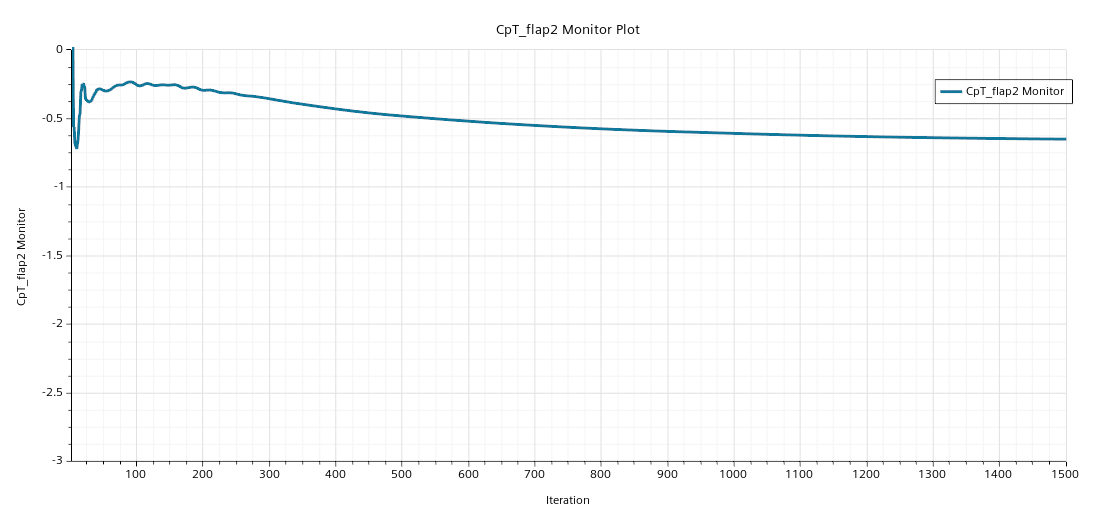 CpT_flap2 Monitor Plot
CpT_flap2 Monitor
0
-0.5
-1
-1.5
-2
-2.5
-3
CpT_flap2 Monitor
100 200 300 400 500 600 700 800 900 1000 1100 1200 1300 1400 1500
Iteration